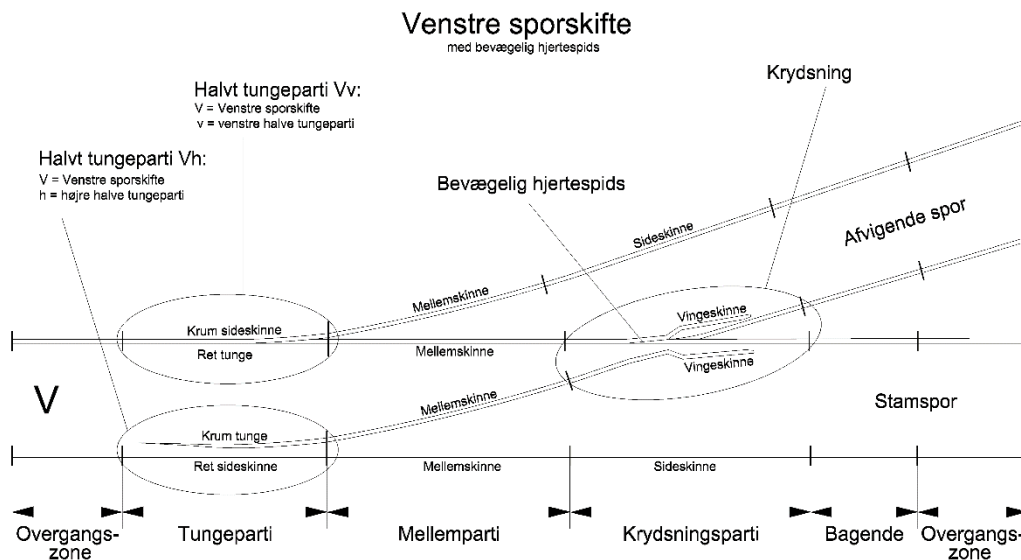 Venstre sporskifte
med bevægelig hjertespids
Krydsning
Halvt tungeparti Vv:
V = Venstre sporskifte
v = venstre halve tungeparti
Halvt tungeparti Vh:
V = Venstre sporskifte
h = højre halve tungeparti
Bevægelig hjertespids
Sideskinne
Afvigende spor
Mellemskinne
Vingeskinne
Krum sideskinne
Ret tunge
Mellemskinne
Vingeskinne
V
Mellemskinne
Stamspor
Krum tunge
Ret sideskinne
Mellemskinne
Sideskinne
Overgangs-
zone
Tungeparti
Mellemparti
Krydsningsparti
Bagende
Overgangs-
zone